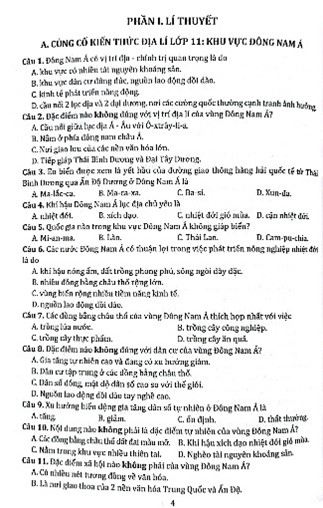 PHẦN I. LÍ THUYẾT
A. CỦNG CỐ KIẾN THỨC ĐỊA LÍ LỚP 11: KHU VỰC ĐÔNG NAM Á
Câu 1. Đông Nam Á có vị trí địa - chính trị quan trọng là do
A. khu vực có nhiều tài nguyên khoáng sản.
B. khu vực dân cư đông đúc, nguồn lao động dồi dào.
C. kinh tế phát triển năng động.
D. cầu nối 2 lục địa và 2 đại dương, nơi các cường quốc thường cạnh tranh ảnh hưởng
Câu 2. Đặc điểm nào không đúng với vị trí địa lí của vùng Đông Nam Á?
A. Cầu nối giữa lục địa Á - Âu với Ô-xtrây-li-a.
B. Nằm ở phía đông nam châu Á.
C. Nơi giao lưu của các nền văn hóa lớn.
D. Tiếp giáp Thái Bình Dương và Đại Tây Dương.
Câu 3. Eo biển được xem là yết hầu của đường giao thông hàng hải quốc tế từ Thái
Bình Dương qua Ấn Độ Dương ở Đông Nam Á là
A. Ma-lắc-ca. B. Ma-ca-xa. C. Ba-si. D. Xun-đa.
Câu 4. Khí hậu Đông Nam Á lục địa chủ yếu là
A. nhiệt đới. B. xích đạo. C. nhiệt đới gió mùa. D. cận nhiệt đới.
Câu 5. Quốc gia nào trong khu vực Đông Nam Á không giáp biển?
A. Mi-an-ma. B. Lào. C. Thái Lan. D. Cam-pu-chia.
Câu 6. Các nước Đông Nam Á có thuận lợi trong việc phát triển nông nghiệp nhiệt đới
là do
A. khí hậu nóng ẩm, đất trồng phong phú, sông ngòi dày đặc.
B. nhiều đồng bằng châu thổ rộng lớn.
C. vùng biển rộng nhiều tiềm năng kinh tế.
D. nguồn lao động dồi dào.
Câu 7. Các đồng bằng châu thổ của vùng Đông Nam Á thích hợp nhất với việc
A. trồng lúa nước. B. trồng cây công nghiệp.
C. trồng cây thực phẩm. D. trồng cây ăn quả.
Câu 8. Đặc điểm nào không đúng với dân cư của vùng Đông Nam Á?
A. Gia tăng tự nhiên cao và đang có xu hướng giảm.
B. Dân cư tập trung ở các đồng bằng châu thổ.
C. Dân số đông, mật độ dân số cao so với thế giới.
D. Nguồn lao động dồi dào tay nghề cao.
Câu 9. Xu hướng biến động gia tăng dân số tự nhiên ở Đông Nam Á là
A. tăng. B. giảm. C. ổn định. D. thất thường.
Câu 10. Nội dung nào không phải là đặc điểm tự nhiên của vùng Đông Nam Á?
A. Các đồng bằng châu thổ đất đai màu mỡ. B. Khí hậu xích đạo nhiệt đới gió mùa.
C. Nằm trong khu vực nhiều thiên tai. D. Nghèo tài nguyên khoáng sản.
Câu 11. Đặc điểm xã hội nào không phải của vùng Đông Nam Á?
A. Có nhiều nét tương đồng về văn hóa.
B. Là nơi giao thoa của 2 nền văn hóa Trung Quốc và Ấn Độ.
4